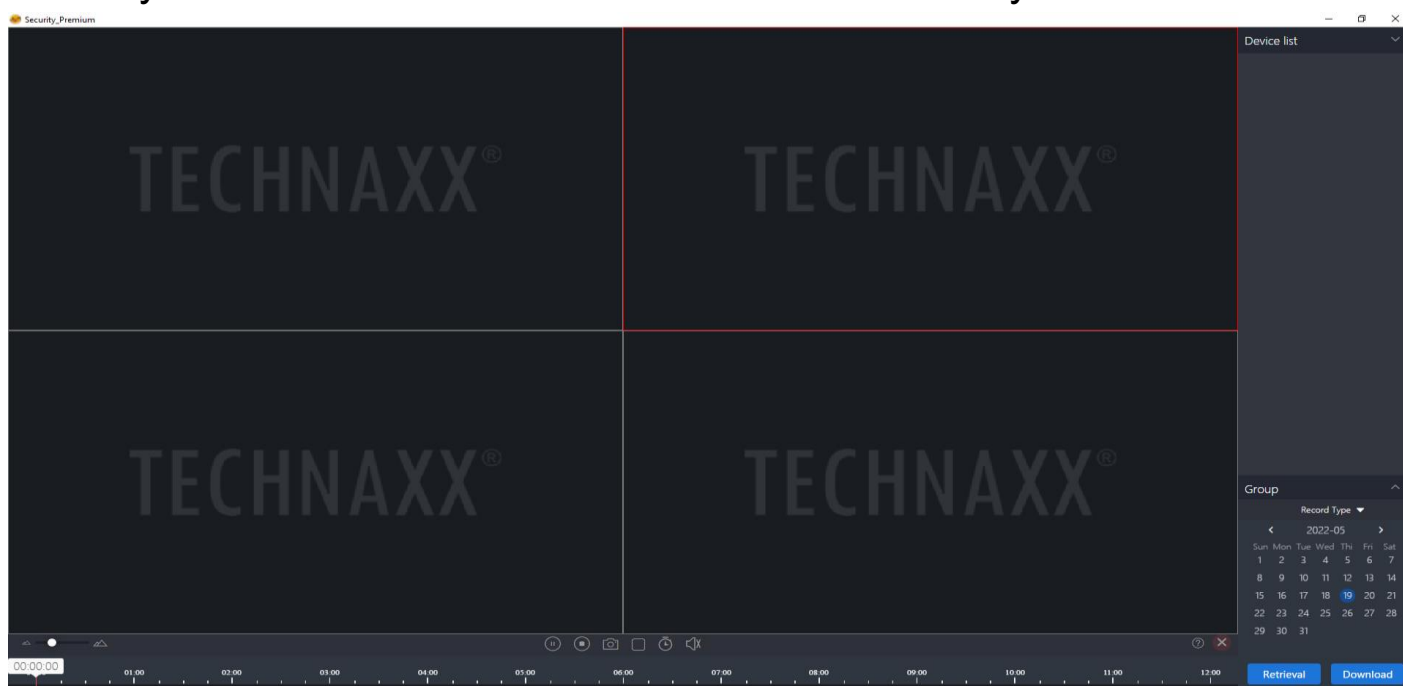 Security_Premium
Device list
TECHNAXX® TECHNAXX®
TECHNAXX® TECHNAXX®
Group
Record Type
2022-05
Sun Mon Tue Wed Thi Fri Sat
1 2 3 4 5 6 7
8 9 10 11 12 13 14
15 16 17 18 19 20 21
22 23 24 25 26 27 28
29 30 31
00:00:00 01:00 02:00 03:00 04:00 05:00 06:00 07:00 08:00 09:00 10:00 11:00 12:00
Retrieval Download